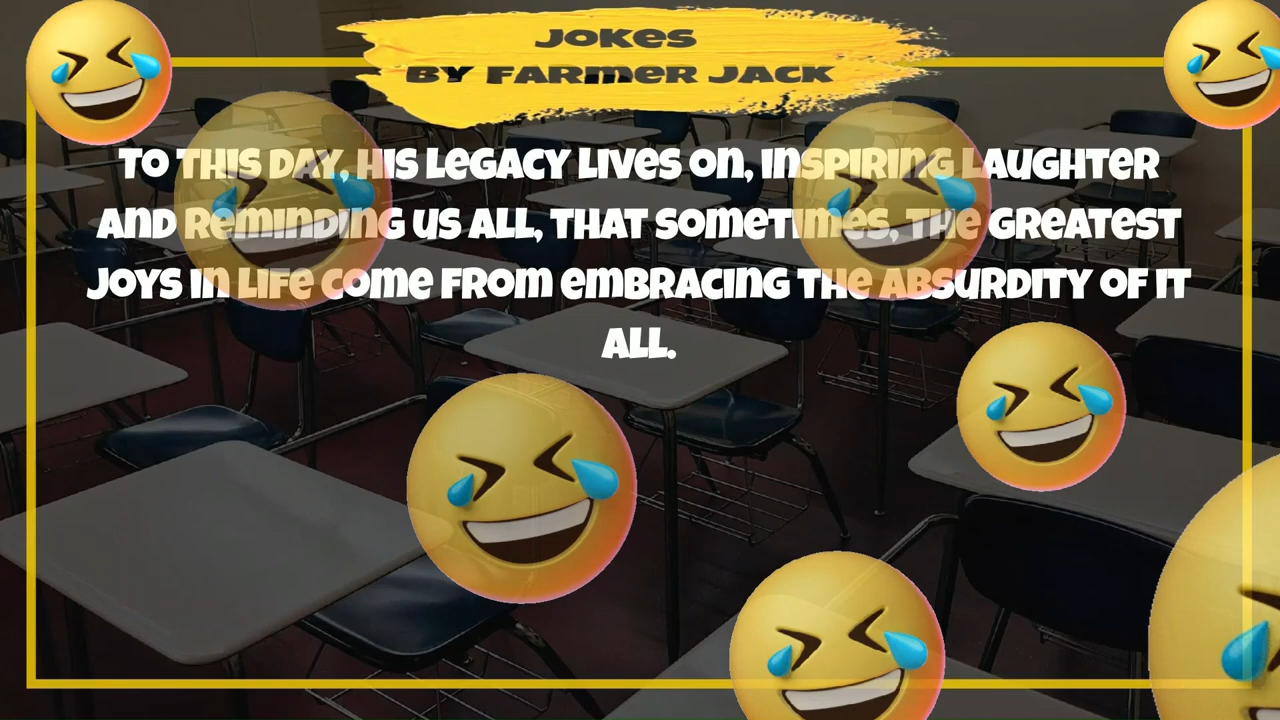 JOKES
BY FARMER JACK
TO THIS DAY, HIS LEGACY LIVES ON, INSPIRING LAUGHTER
AND REMINDING US ALL, THAT SOMETIMES, THE GREATEST
JOYS IN LIFE COME FROM EMBRACING THE ABSURDITY OF IT
ALL.